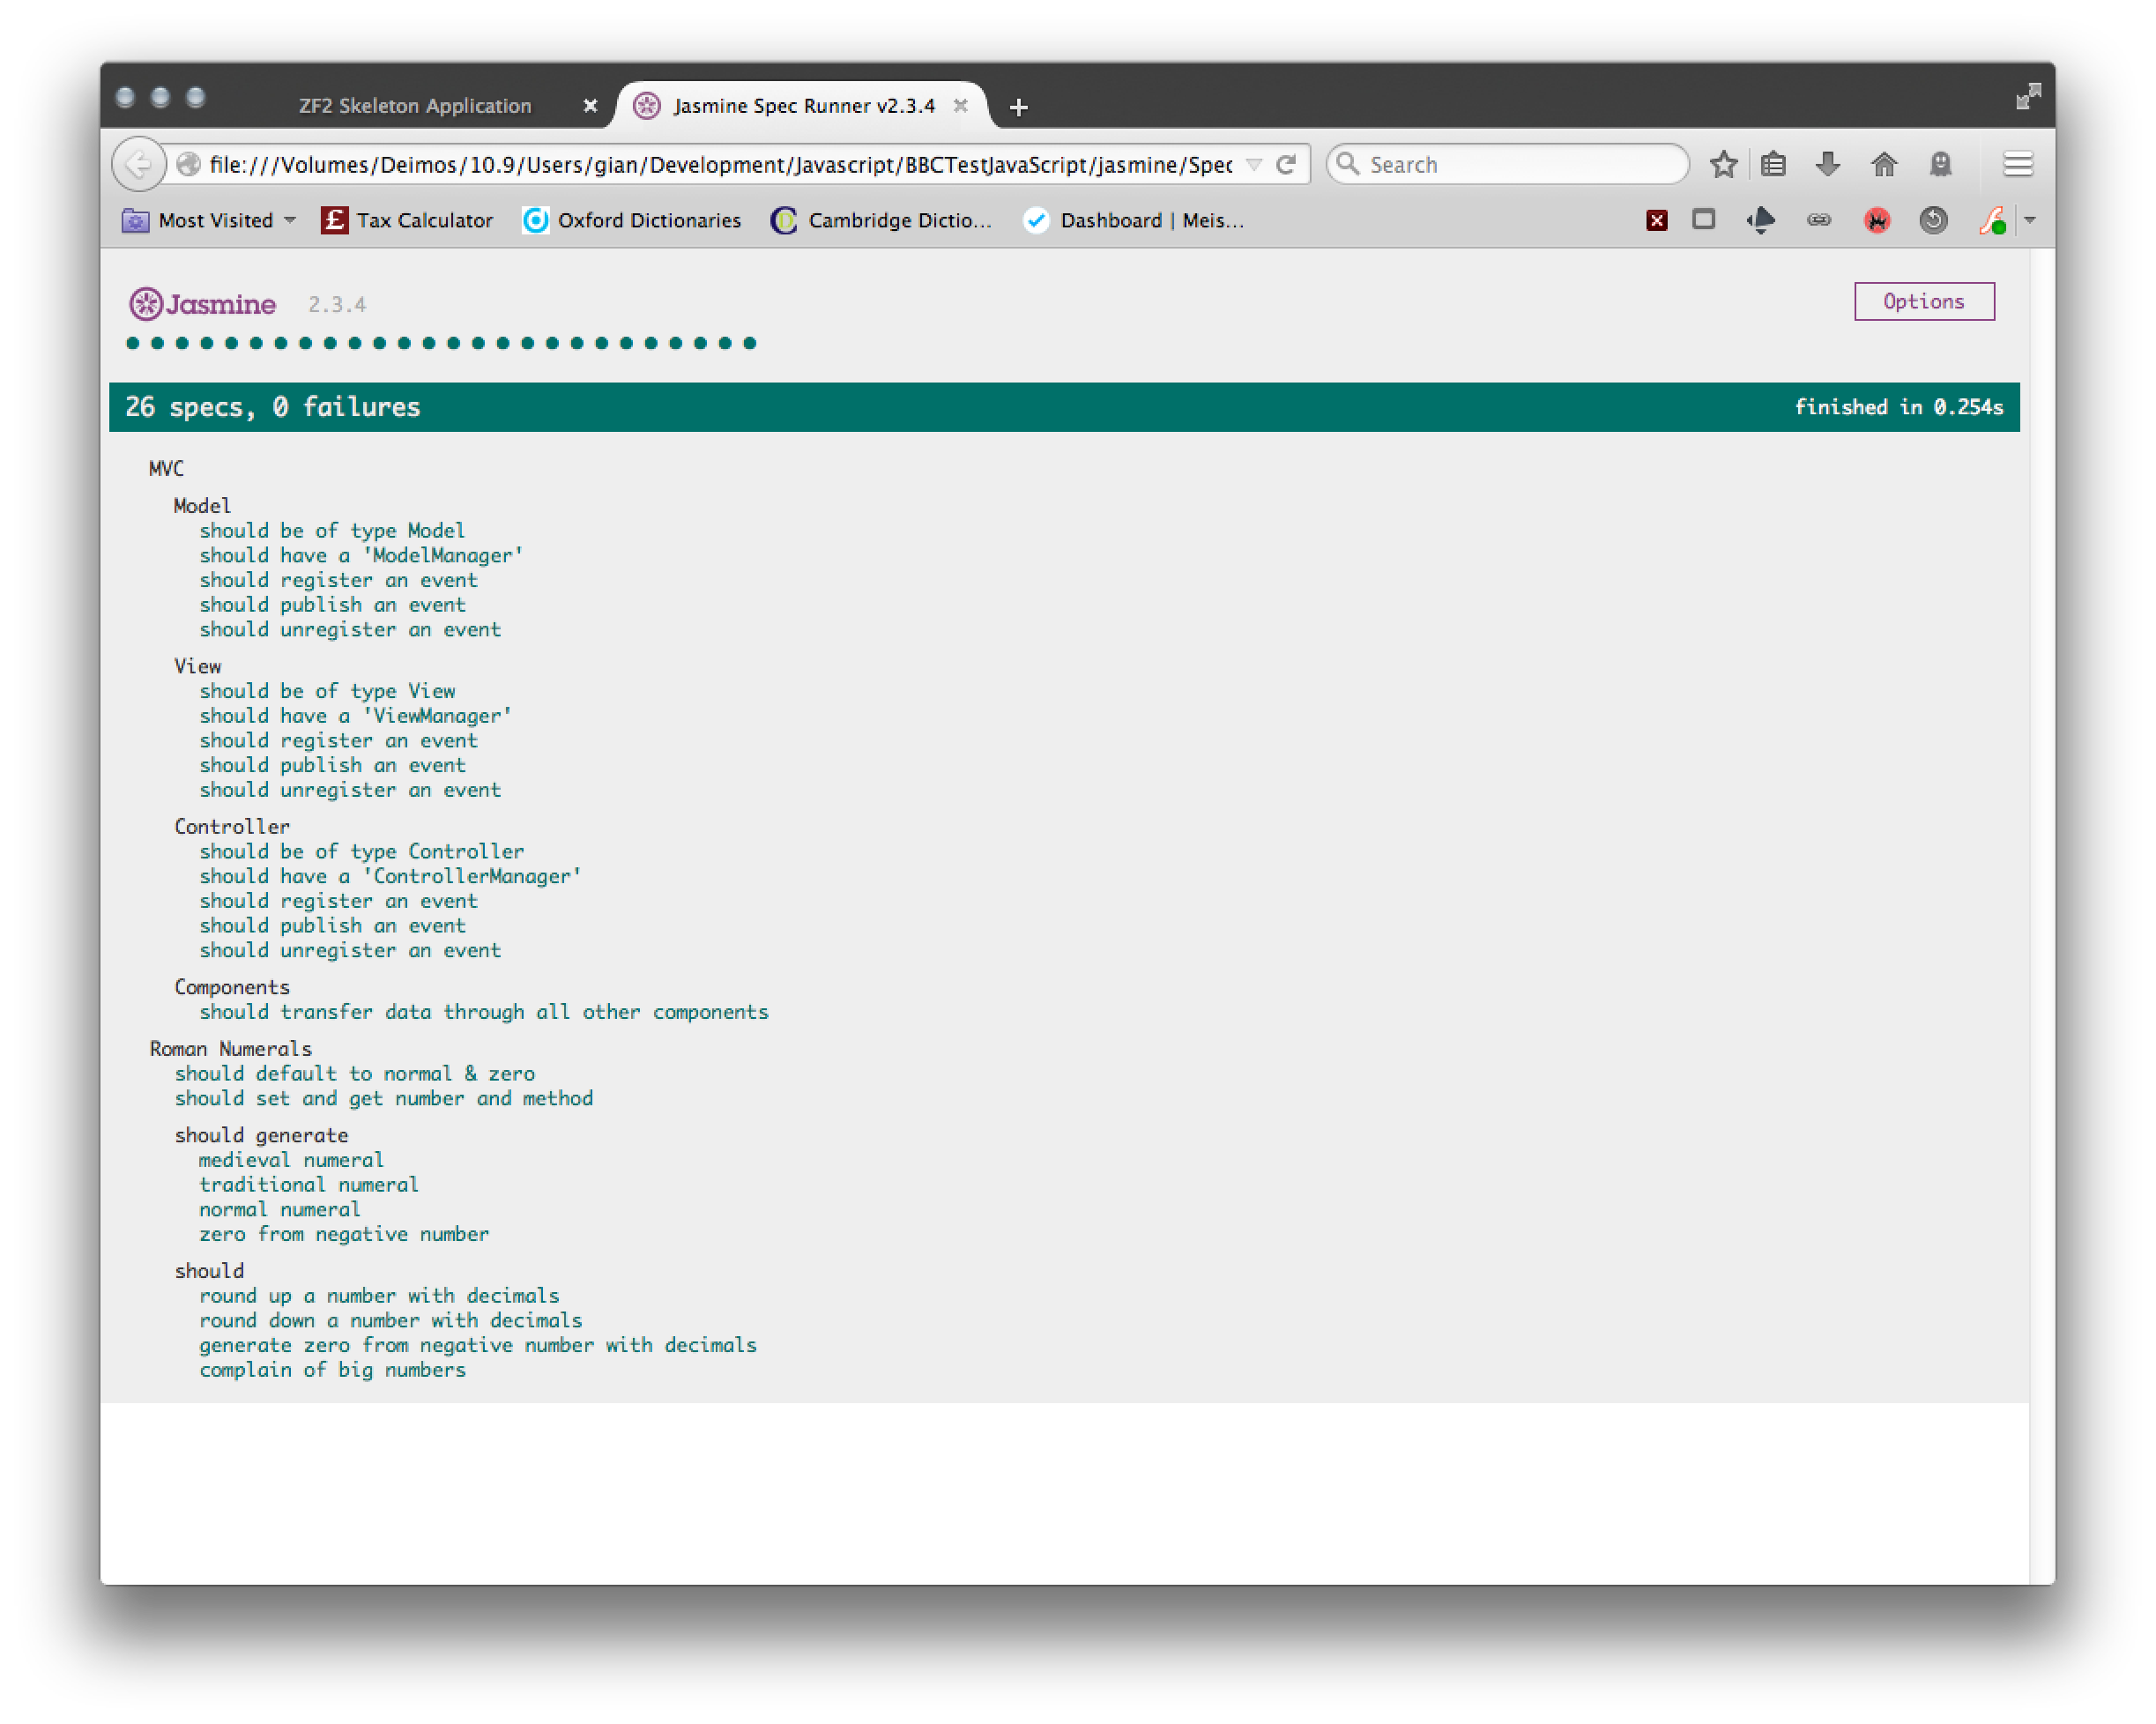 ZF2 Skeleton Application
Jasmine Spec Runner v2.3.4
file:///Volumes/Deimos/10.9/Users/gian/Development/Javascript/BBCTestJavaScript/jasmine/Spec
Search
Most Visited
£ Tax Calculator
Oxford Dictionaries
Cambridge Dictio...
Dashboard | Meis...
Jasmine 2.3.4
Options
26 specs, 0 failures
finished in 0.254s
MVC
Model
should be of type Model
should have a 'ModelManager'
should register an event
should publish an event
should unregister an event
View
should be of type View
should have a 'ViewManager'
should register an event
should publish an event
should unregister an event
Controller
should be of type Controller
should have a 'ControllerManager'
should register an event
should publish an event
should unregister an event
Components
should transfer data through all other components
Roman Numerals
should default to normal & zero
should set and get number and method
should generate
medieval numeral
traditional numeral
normal numeral
zero from negative number
should
round up a number with decimals
round down a number with decimals
generate zero from negative number with decimals
complain of big numbers